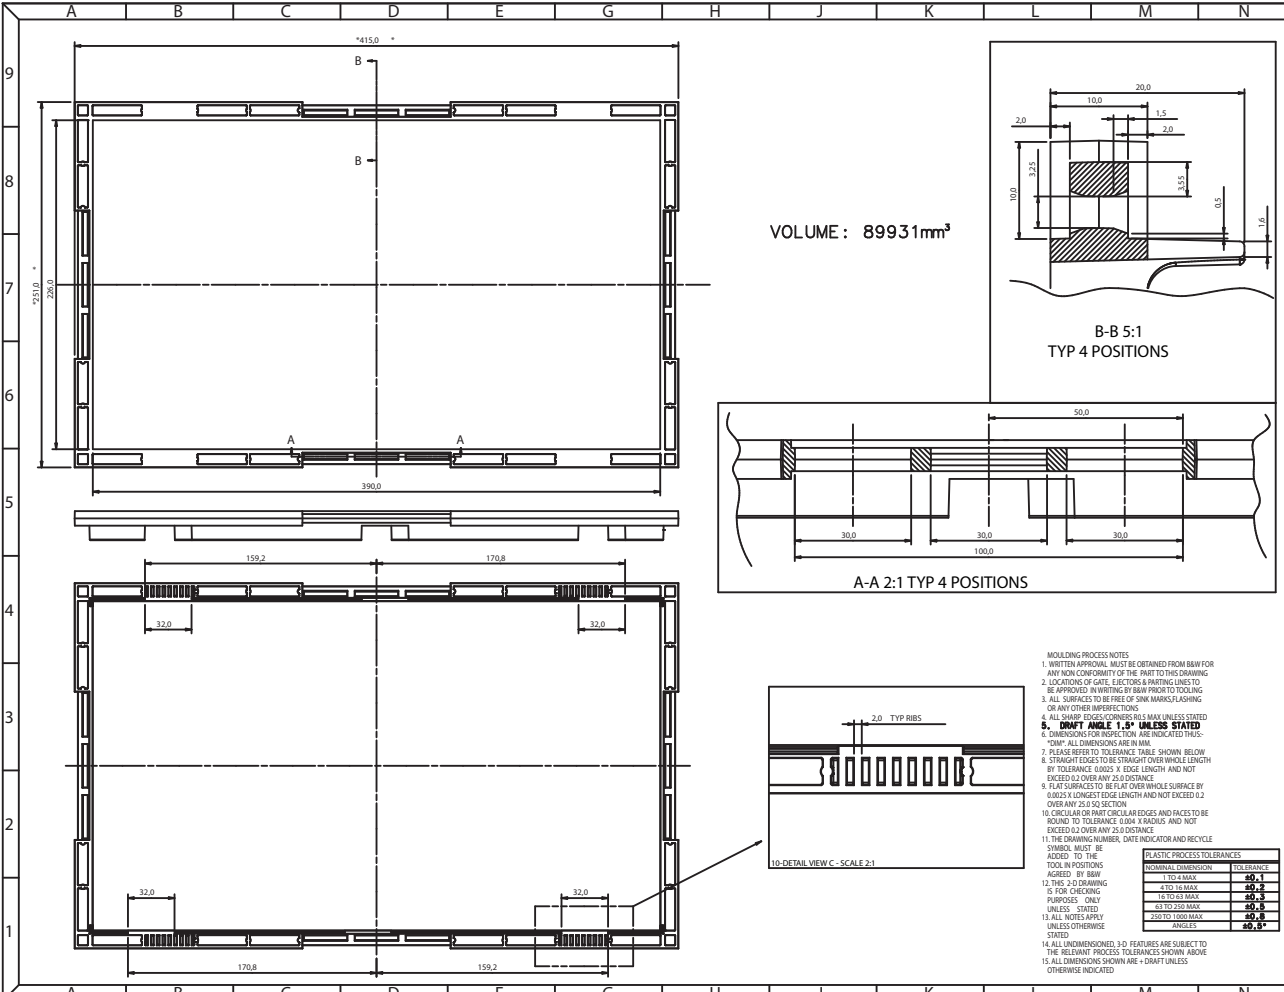 A B C D E F G H J K L M N
9
8
7
6
5
4
3
2
1
*415,0 *
B
B
*251,0 *
226,0
A A
390,0
VOLUME: 89931mm³
20,0
10,0
1,5
2,0
2,0
10,0
3,25
3,55
0,5
1,6
B-B 5:1
TYP 4 POSITIONS
50,0
30,0 30,0 30,0
100,0
A-A 2:1 TYP 4 POSITIONS
159,2 170,8
32,0 32,0
32,0 32,0
170,8 159,2
2,0 TYP RIBS
10-DETAIL VIEW C - SCALE 2:1
MOULDING PROCESS NOTES
1. WRITTEN APPROVAL MUST BE OBTAINED FROM B&W FOR
ANY NON CONFORMITY OF THE PART TO THIS DRAWING
2. LOCATIONS OF GATE, EJECTORS & PARTING LINES TO
BE APPROVED IN WRITING BY B&W PRIOR TO TOOLING
3. ALL SURFACES TO BE FREE OF SINK MARKS,FLASHING
OR ANY OTHER IMPERFECTIONS
4. ALL SHARP EDGES/CORNERS R0.5 MAX UNLESS STATED
5. DRAFT ANGLE 1.5° UNLESS STATED
6. DIMENSIONS FOR INSPECTION ARE INDICATED THUS:-
*DIM*. ALL DIMENSIONS ARE IN MM.
7. PLEASE REFER TO TOLERANCE TABLE SHOWN BELOW
8. STRAIGHT EDGES TO BE STRAIGHT OVER WHOLE LENGTH
BY TOLERANCE 0.0025 X EDGE LENGTH AND NOT
EXCEED 0.2 OVER ANY 25.0 DISTANCE
9. FLAT SURFACES TO BE FLAT OVER WHOLE SURFACE BY
0.0025 X LONGEST EDGE LENGTH AND NOT EXCEED 0.2
OVER ANY 25.0 SQ SECTION
10. CIRCULAR OR PART CIRCULAR EDGES AND FACES TO BE
ROUND TO TOLERANCE 0.004 X RADIUS AND NOT
EXCEED 0.2 OVER ANY 25.0 DISTANCE
11. THE DRAWING NUMBER, DATE INDICATOR AND RECYCLE
SYMBOL MUST BE
ADDED TO THE
TOOL IN POSITIONS
AGREED BY B&W
12. THIS 2-D DRAWING
IS FOR CHECKING
PURPOSES ONLY
UNLESS STATED
13. ALL NOTES APPLY
UNLESS OTHERWISE
STATED
14. ALL UNDIMENSIONED, 3-D FEATURES ARE SUBJECT TO
THE RELEVANT PROCESS TOLERANCES SHOWN ABOVE
15. ALL DIMENSIONS SHOWN ARE + DRAFT UNLESS
OTHERWISE INDICATED
PLASTIC PROCESS TOLERANCES
NOMINAL DIMENSION TOLERANCE
1 TO 4 MAX ±0.1
4 TO 16 MAX ±0.2
16 TO 63 MAX ±0.3
63 TO 250 MAX ±0.5
250 TO 1000 MAX ±0.8
ANGLES ±0.5°
A B C D E F G H J K L M N